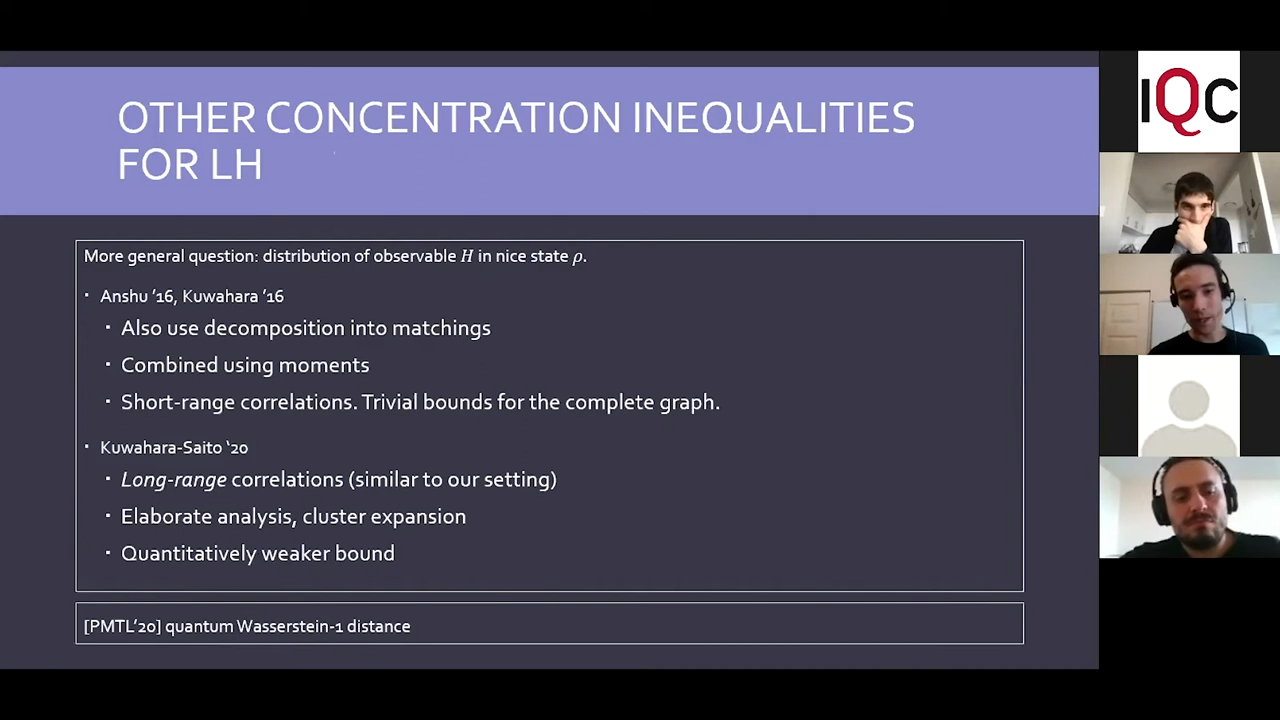 OTHER CONCENTRATION INEQUALITIES
FOR LH
More general question: distribution of observable H in nice state ρ.
▪ Anshu ’16, Kuwahara ’16
▪ Also use decomposition into matchings
▪ Combined using moments
▪ Short-range correlations. Trivial bounds for the complete graph.
▪ Kuwahara-Saito ‘20
▪ Long-range correlations (similar to our setting)
▪ Elaborate analysis, cluster expansion
▪ Quantitatively weaker bound
[PMTL’20] quantum Wasserstein-1 distance
IQC